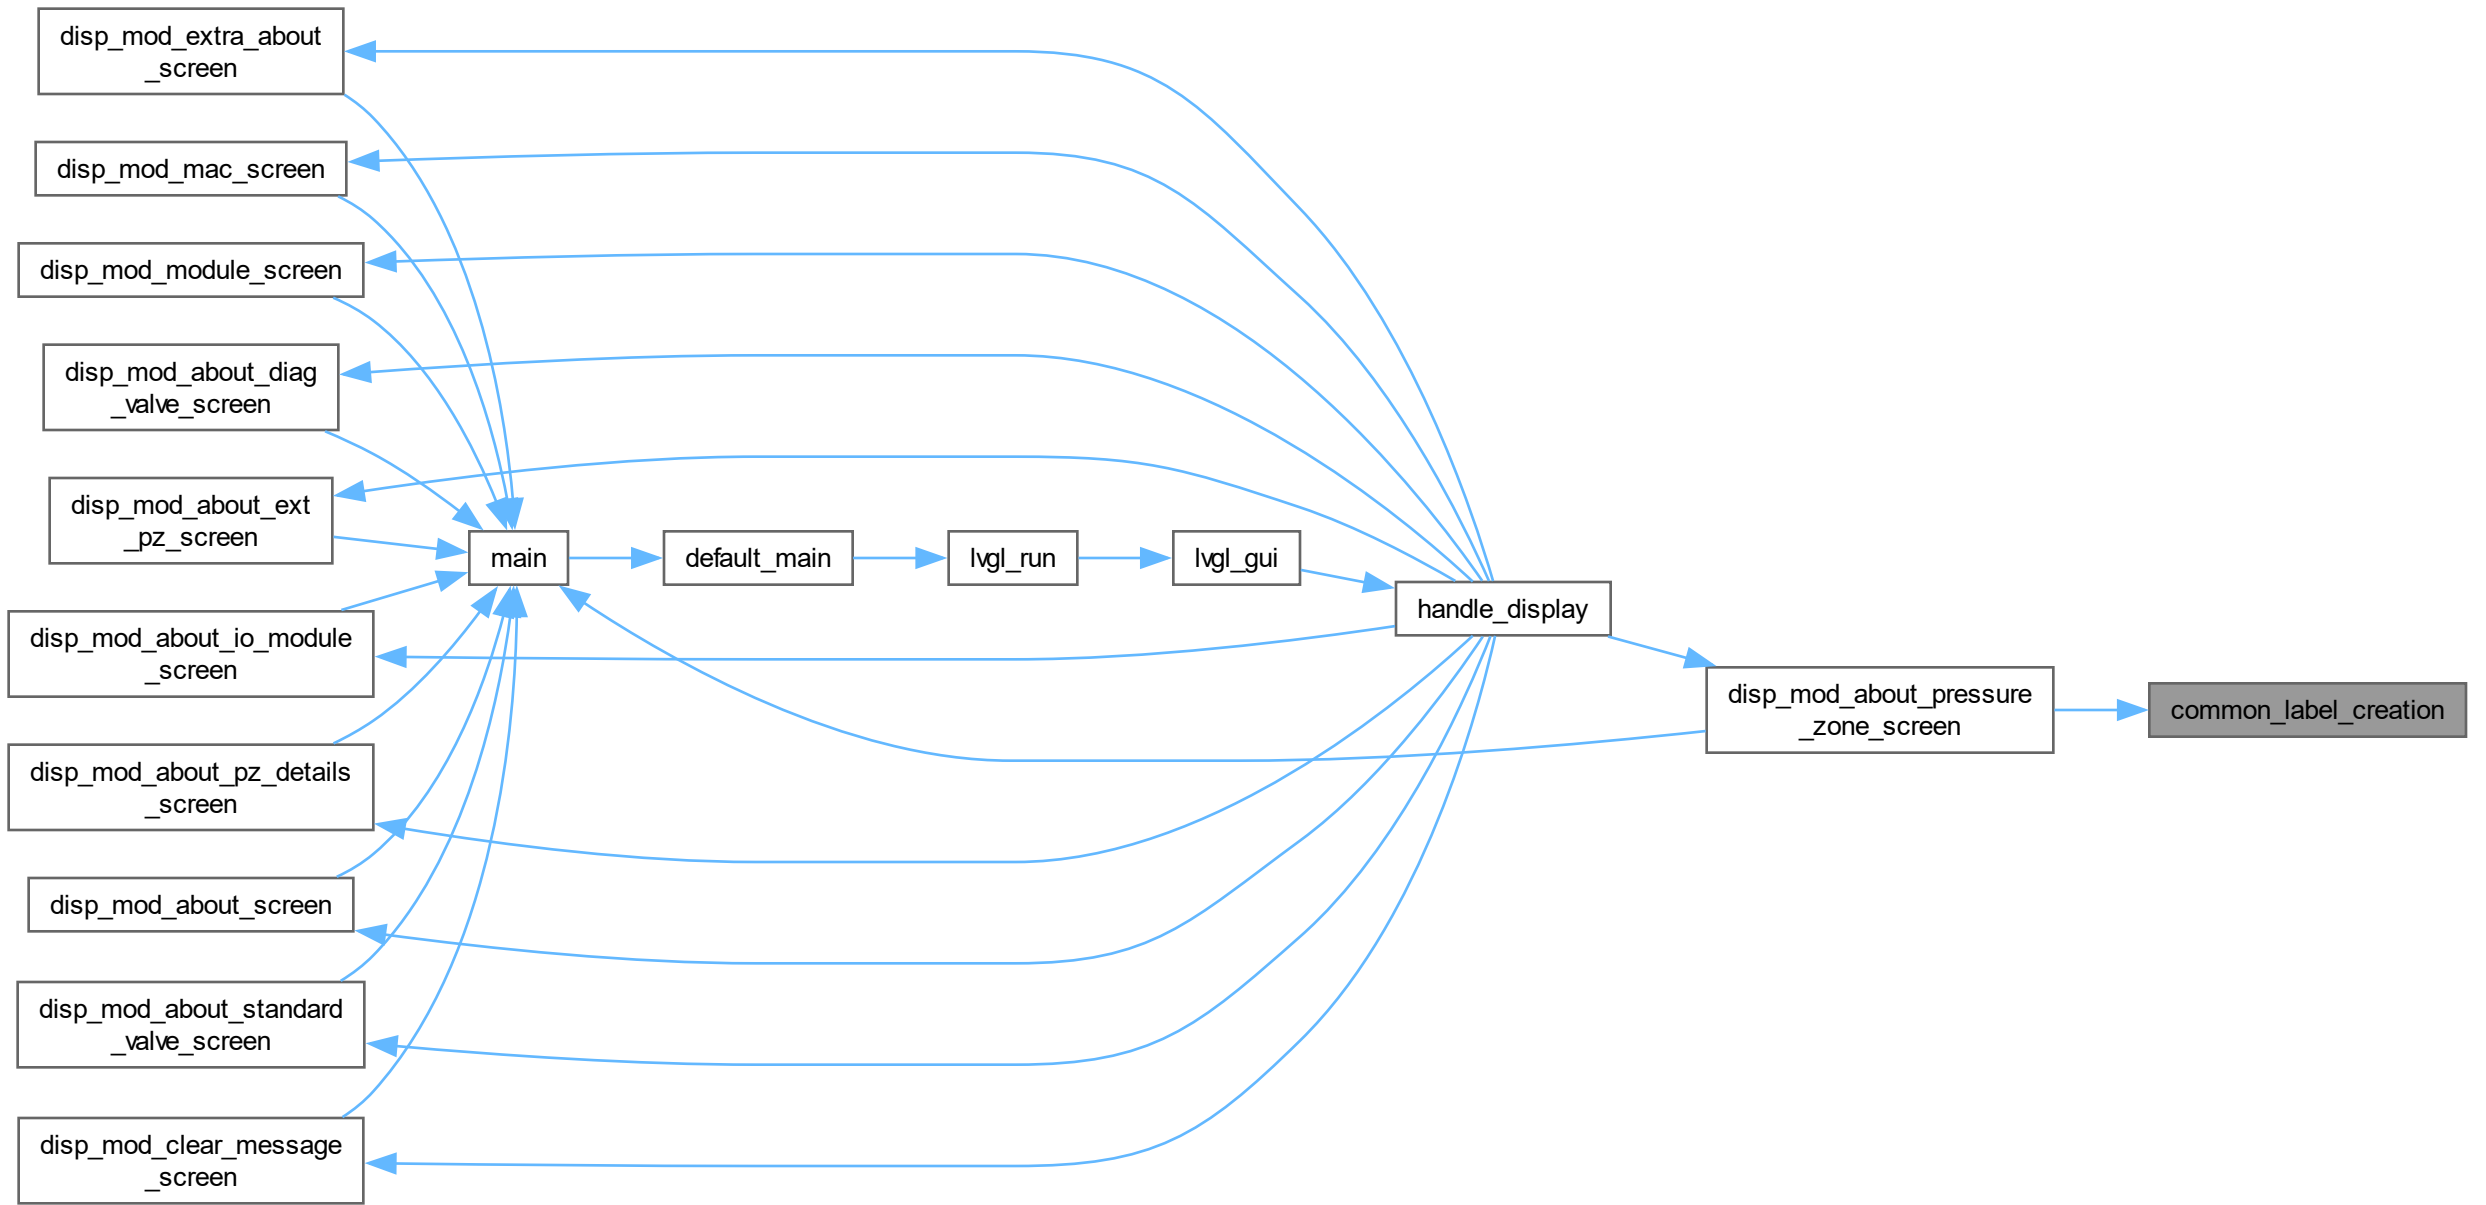 disp_mod_extra_about
_screen
disp_mod_mac_screen
disp_mod_module_screen
disp_mod_about_diag
_valve_screen
disp_mod_about_ext
_pz_screen
main
default_main
lvgl_run
lvgl_gui
handle_display
disp_mod_about_io_module
_screen
disp_mod_about_pressure
_zone_screen
common_label_creation
disp_mod_about_pz_details
_screen
disp_mod_about_screen
disp_mod_about_standard
_valve_screen
disp_mod_clear_message
_screen